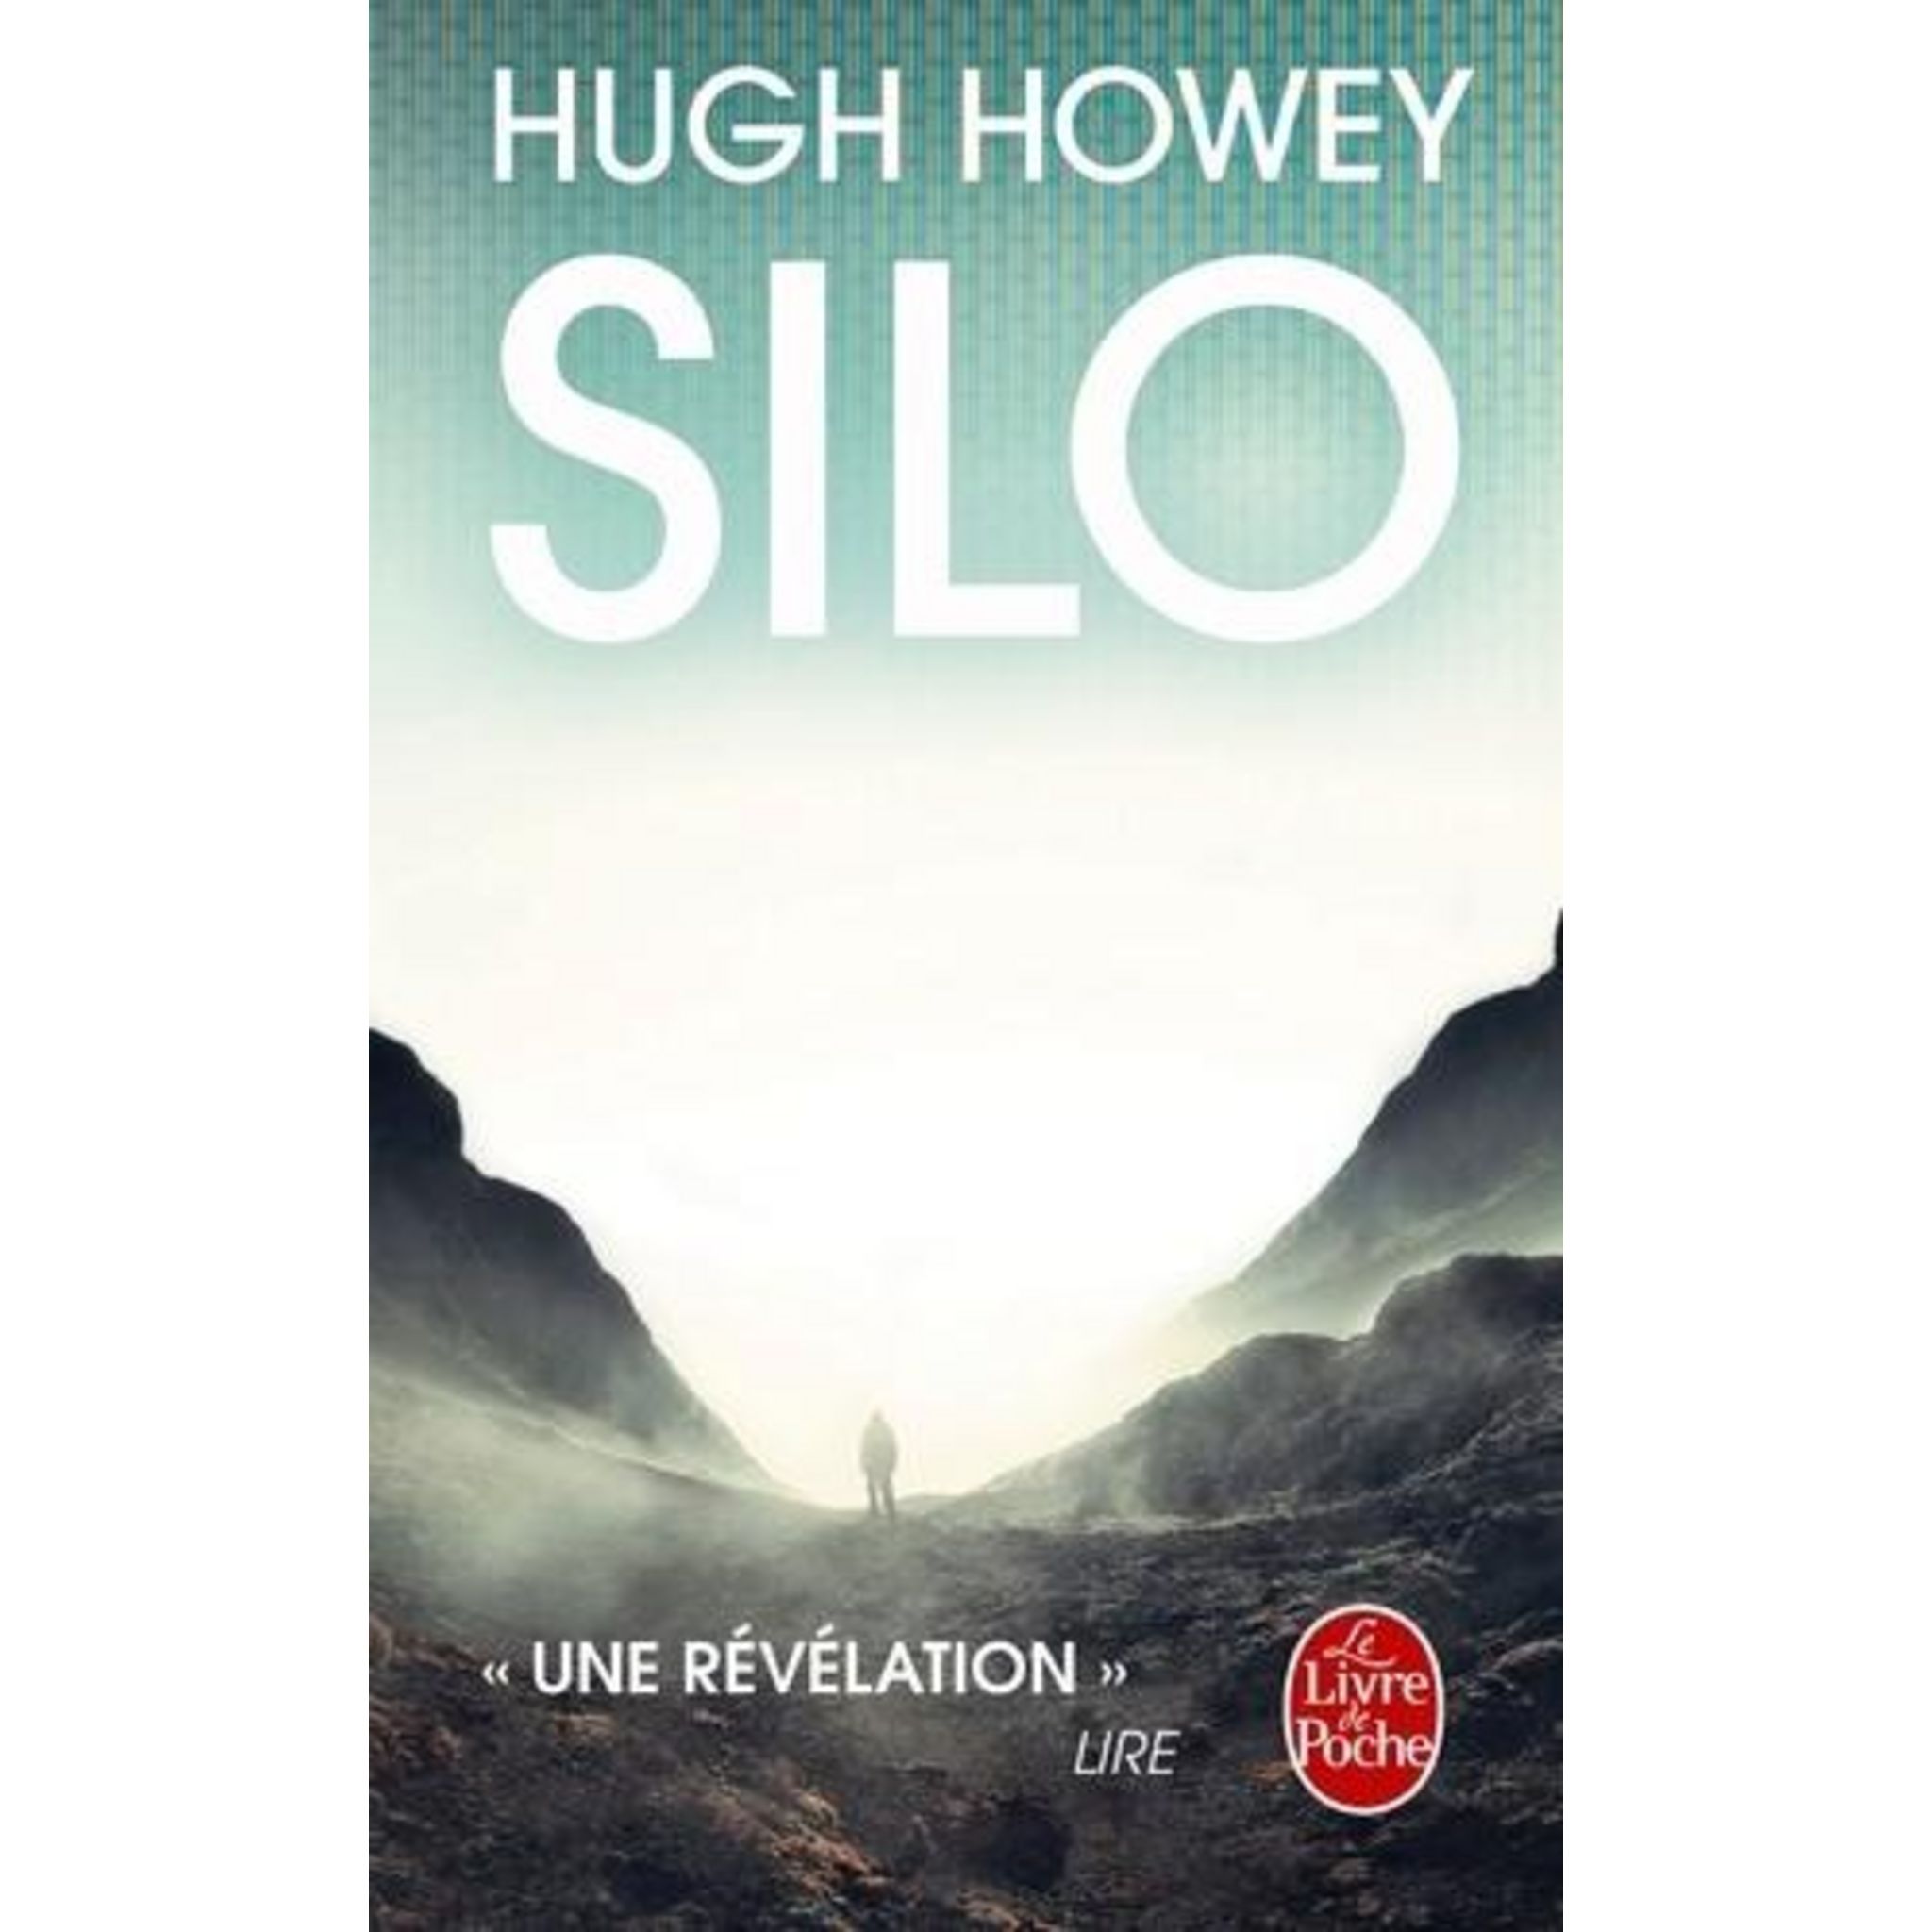 HUGH HOWEY
SILO
« UNE RÉVÉLATION »
LIRE
Le
Livre
de
Poche